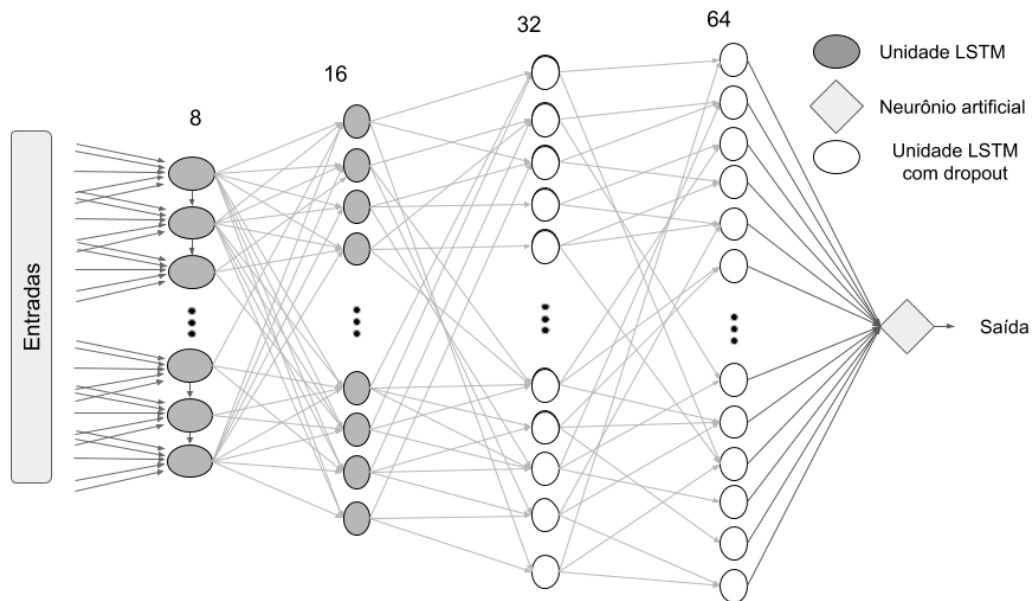 8
16
32
64
Unidade LSTM
Neurônio artificial
Unidade LSTM
com dropout
Entradas
Saída